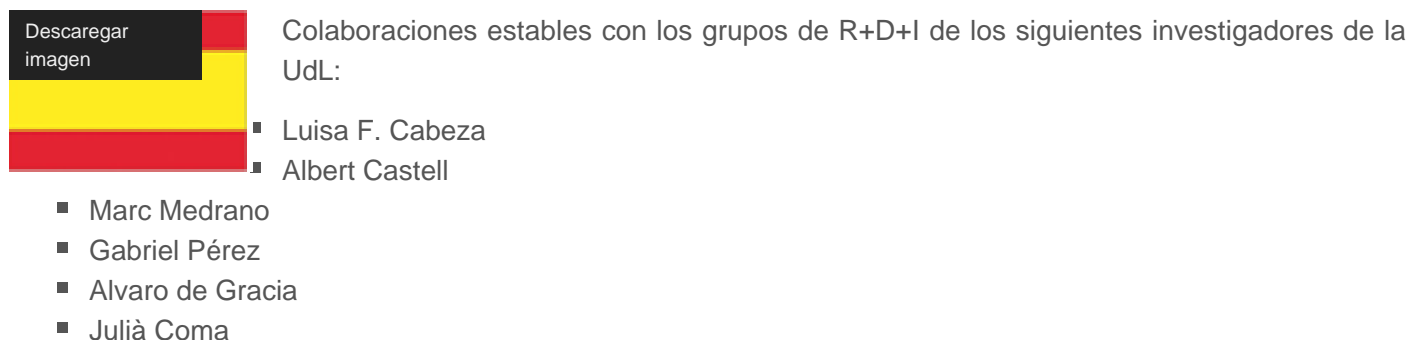 Descaregar
imagen
Colaboraciones estables con los grupos de R+D+I de los siguientes investigadores de la
UdL:
Luisa F. Cabeza
Albert Castell
Marc Medrano
Gabriel Pérez
Alvaro de Gracia
Julià Coma